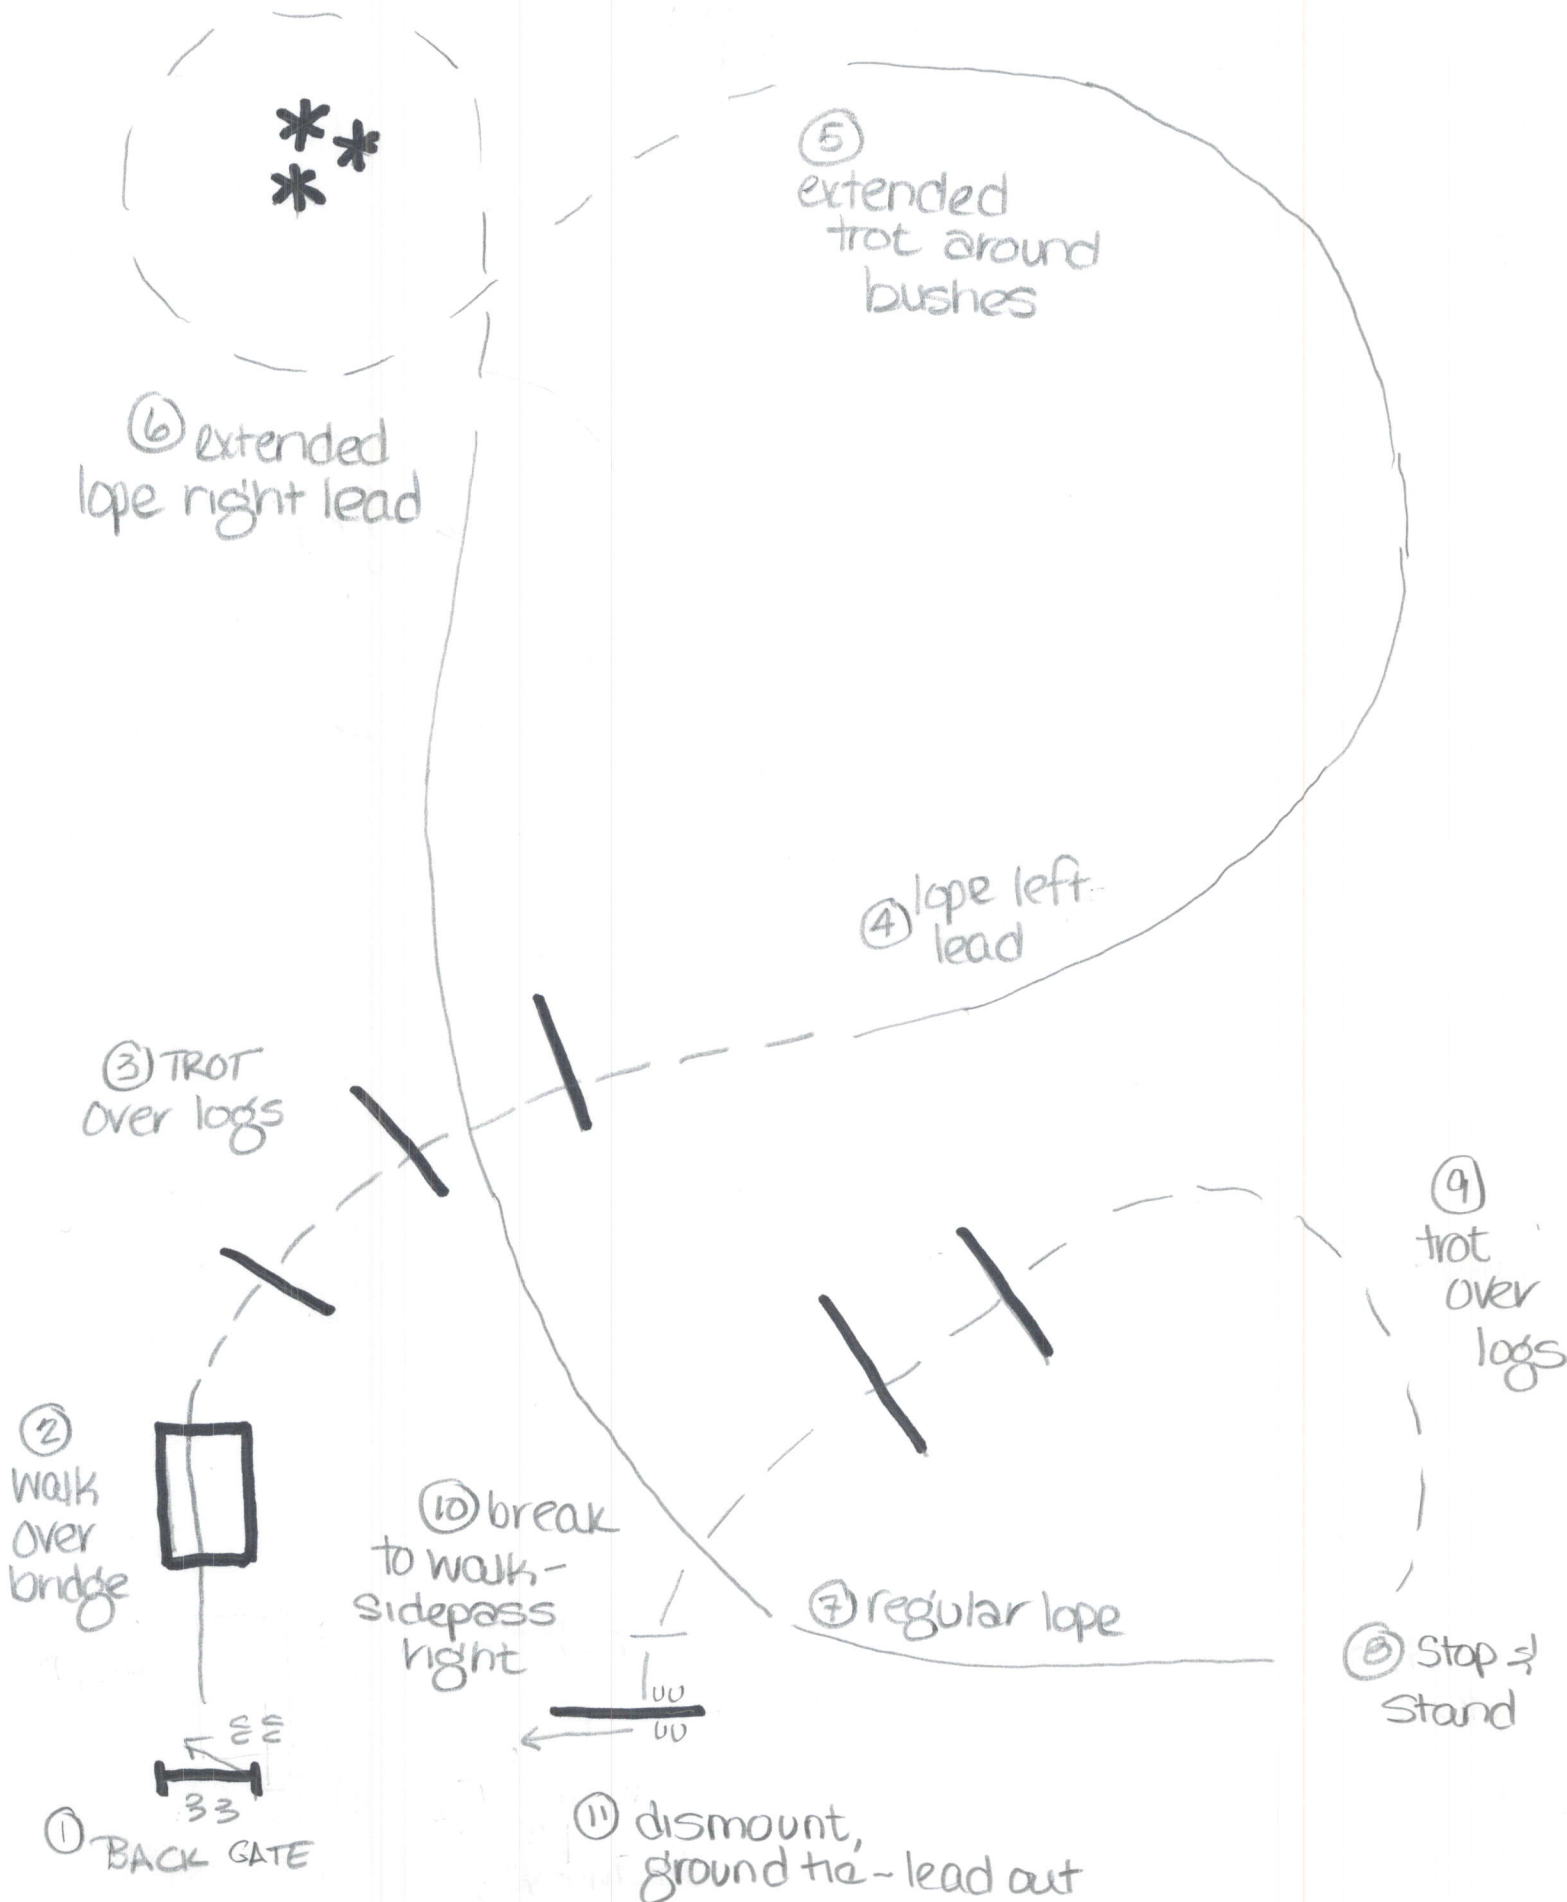 ① BACK GATE
②
walk
over
bridge
③ TROT
over logs
④ lope left
lead
⑤
extended
trot around
bushes
⑥ extended
lope right lead
⑦ regular lope
⑧ Stop &
Stand
⑨
trot
over
logs
⑩ break
to walk-
sidepass
right
⑪ dismount,
ground tie - lead out